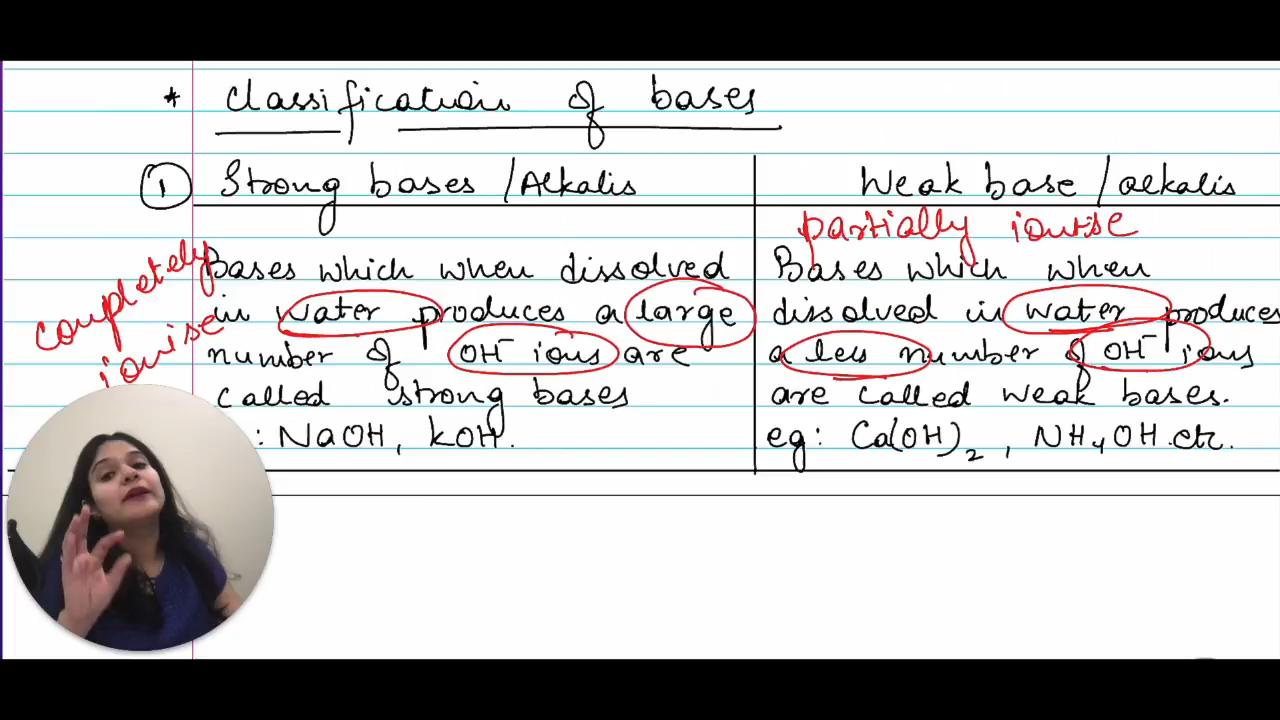 * Classification of bases
① Strong bases / Alkalis
completely
ionise
Bases which when dissolved
in water produces a large
number of OH⁻ ions are
called strong bases
: NaOH, KOH.
Weak base / alkalis
partially ionise
Bases which when
dissolved in water produces
a less number of OH⁻ ions
are called weak bases.
eg: Ca(OH)₂, NH₄OH etc.